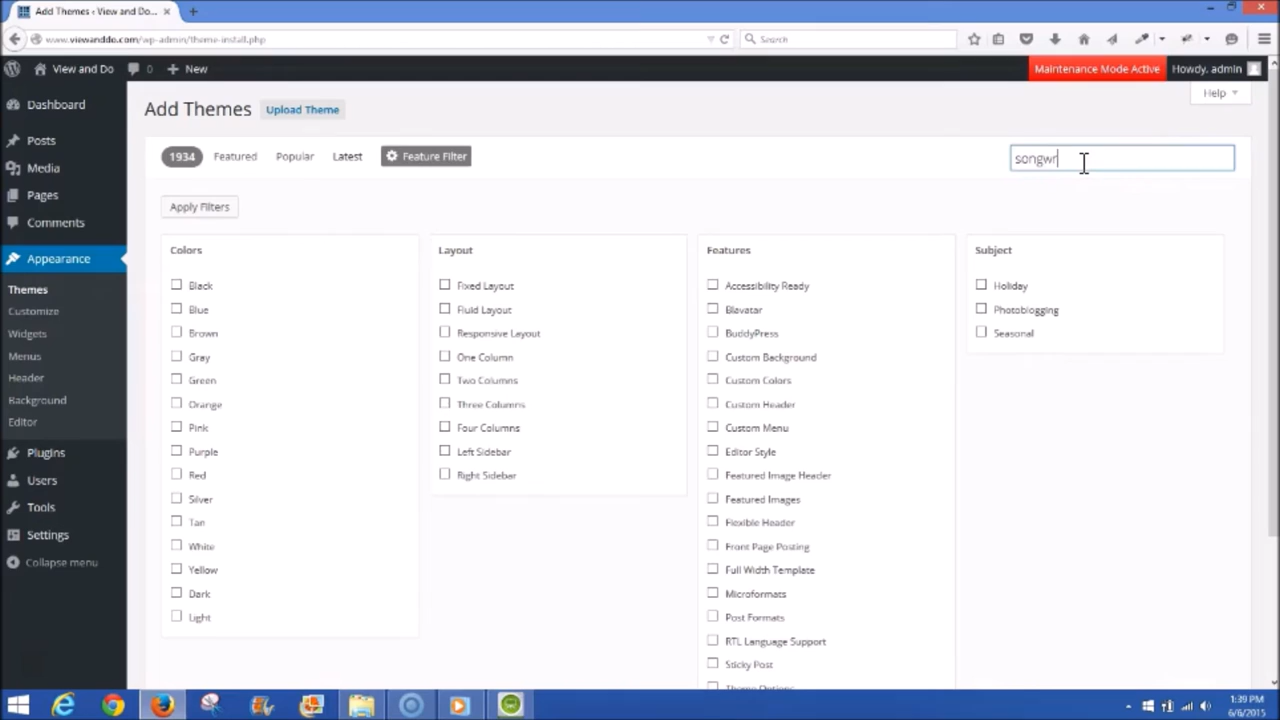 Add Themes ‹ View and Do...
www.viewanddo.com/wp-admin/theme-install.php
Search
View and Do
0
New
Maintenance Mode Active
Howdy, admin
Dashboard
Posts
Media
Pages
Comments
Appearance
Themes
Customize
Widgets
Menus
Header
Background
Editor
Plugins
Users
Tools
Settings
Collapse menu
Help
Add Themes
Upload Theme
1934
Featured
Popular
Latest
Feature Filter
songwr
Apply Filters
Colors
Black
Blue
Brown
Gray
Green
Orange
Pink
Purple
Red
Silver
Tan
White
Yellow
Dark
Light
Layout
Fixed Layout
Fluid Layout
Responsive Layout
One Column
Two Columns
Three Columns
Four Columns
Left Sidebar
Right Sidebar
Features
Accessibility Ready
Blavatar
BuddyPress
Custom Background
Custom Colors
Custom Header
Custom Menu
Editor Style
Featured Image Header
Featured Images
Flexible Header
Front Page Posting
Full Width Template
Microformats
Post Formats
RTL Language Support
Sticky Post
Theme Options
Subject
Holiday
Photoblogging
Seasonal
1:39 PM
6/6/2015